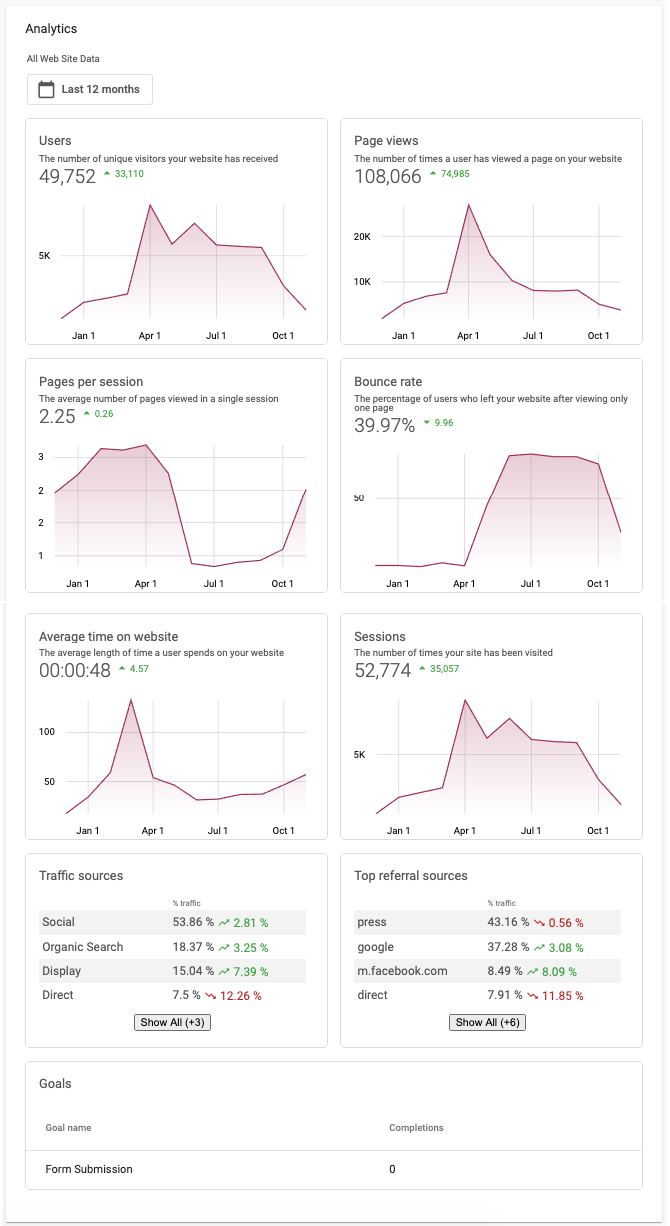 Analytics
All Web Site Data
Last 12 months
Users
The number of unique visitors your website has received
49,752 33,110
5K
Jan 1 Apr 1 Jul 1 Oct 1
Page views
The number of times a user has viewed a page on your website
108,066 74,985
20K
10K
Jan 1 Apr 1 Jul 1 Oct 1
Pages per session
The average number of pages viewed in a single session
2.25 0.26
3
2
2
1
Jan 1 Apr 1 Jul 1 Oct 1
Bounce rate
The percentage of users who left your website after viewing only
one page
39.97% 9.96
50
Jan 1 Apr 1 Jul 1 Oct 1
Average time on website
The average length of time a user spends on your website
00:00:48 4.57
100
50
Jan 1 Apr 1 Jul 1 Oct 1
Sessions
The number of times your site has been visited
52,774 35,057
5K
Jan 1 Apr 1 Jul 1 Oct 1
Traffic sources
% traffic
Social 53.86 % 2.81 %
Organic Search 18.37 % 3.25 %
Display 15.04 % 7.39 %
Direct 7.5 % 12.26 %
Show All (+3)
Top referral sources
% traffic
press 43.16 % 0.56 %
google 37.28 % 3.08 %
m.facebook.com 8.49 % 8.09 %
direct 7.91 % 11.85 %
Show All (+6)
Goals
Goal name Completions
Form Submission 0